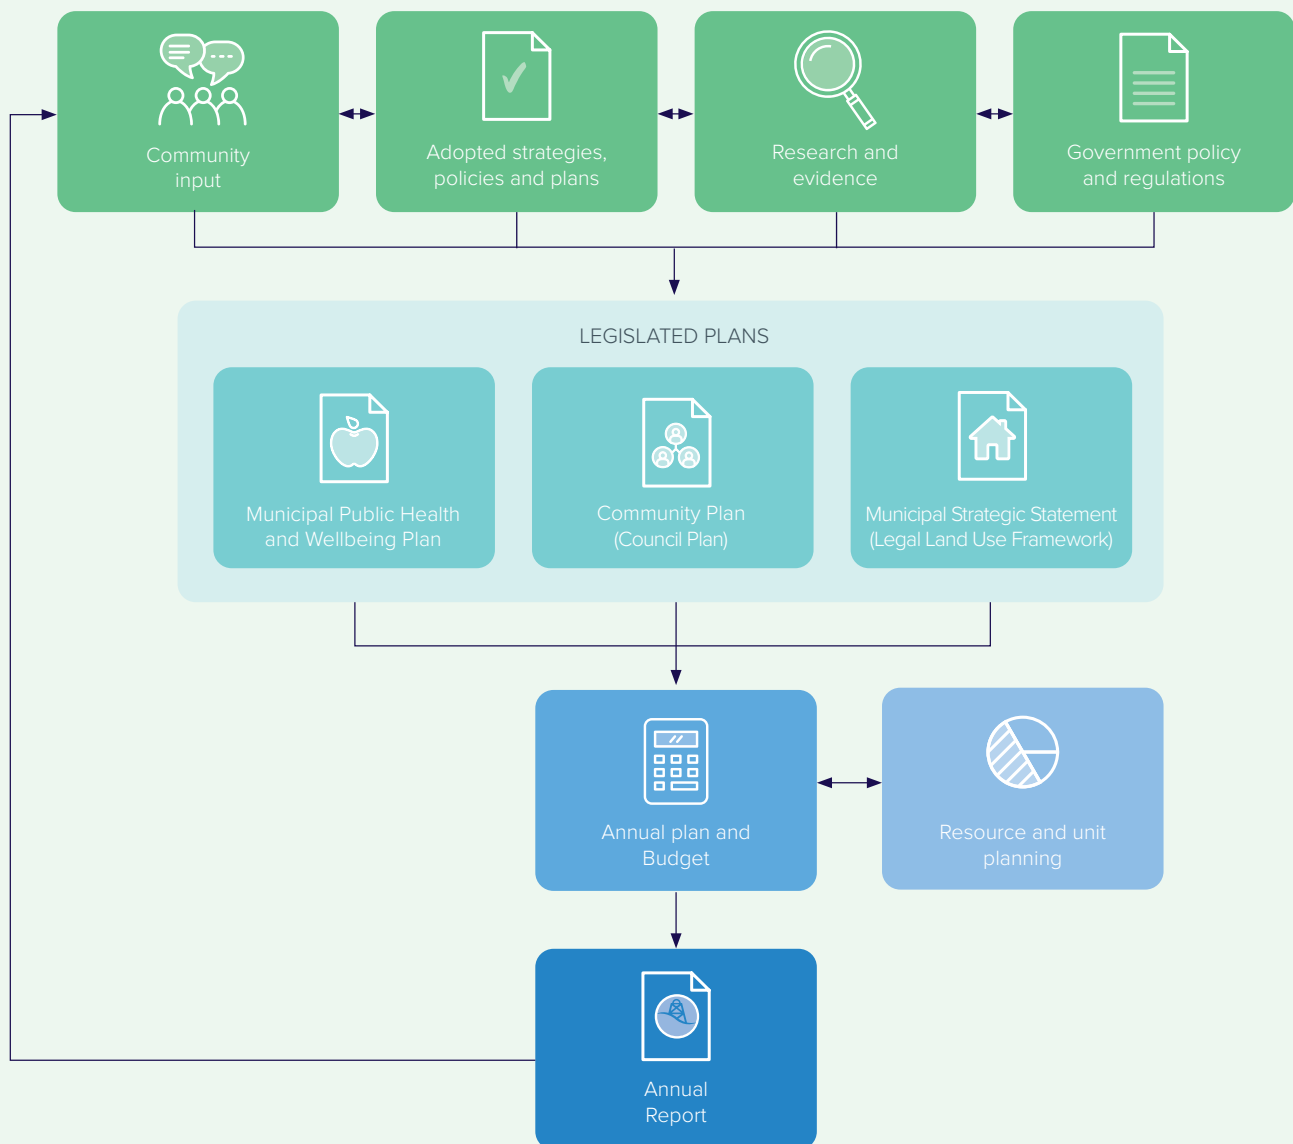 Community
input
Adopted strategies,
policies and plans
Research and
evidence
Government policy
and regulations
LEGISLATED PLANS
Municipal Public Health
and Wellbeing Plan
Community Plan
(Council Plan)
Municipal Strategic Statement
(Legal Land Use Framework)
Annual plan and
Budget
Resource and unit
planning
Annual
Report